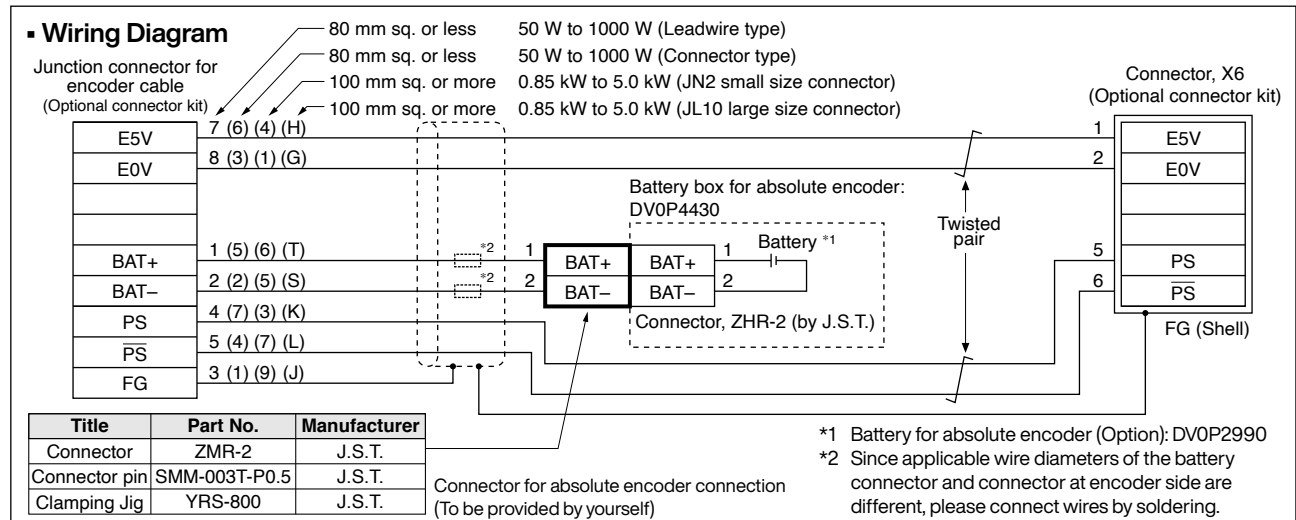 ▪ Wiring Diagram
80 mm sq. or less 50 W to 1000 W (Leadwire type)
80 mm sq. or less 50 W to 1000 W (Connector type)
100 mm sq. or more 0.85 kW to 5.0 kW (JN2 small size connector)
100 mm sq. or more 0.85 kW to 5.0 kW (JL10 large size connector)
Junction connector for
encoder cable
(Optional connector kit)
Connector, X6
(Optional connector kit)
E5V 7 (6) (4) (H) 1 E5V
E0V 8 (3) (1) (G) 2 E0V
Battery box for absolute encoder:
DV0P4430
Twisted
pair
BAT+ 1 (5) (6) (T) *2 1 BAT+ BAT+ 1 Battery *1 5 PS
BAT– 2 (2) (5) (S) *2 2 BAT– BAT– 2 6 PS
Connector, ZHR-2 (by J.S.T.)
PS 4 (7) (3) (K)
PS 5 (4) (7) (L)
FG 3 (1) (9) (J)
FG (Shell)
Title Part No. Manufacturer
Connector ZMR-2 J.S.T.
Connector pin SMM-003T-P0.5 J.S.T.
Clamping Jig YRS-800 J.S.T.
Connector for absolute encoder connection
(To be provided by yourself)
*1 Battery for absolute encoder (Option): DV0P2990
*2 Since applicable wire diameters of the battery
connector and connector at encoder side are
different, please connect wires by soldering.